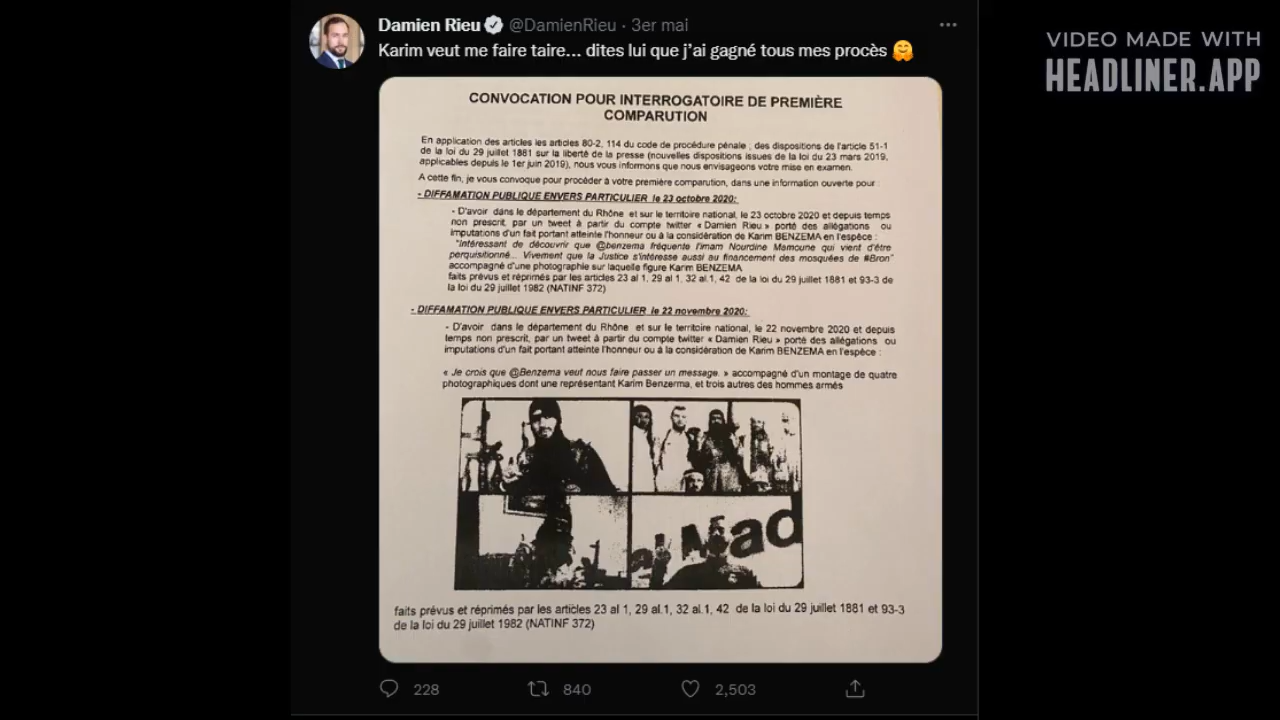 Damien Rieu @DamienRieu · 3er mai
VIDEO MADE WITH
HEADLINER.APP
Karim veut me faire taire... dites lui que j'ai gagné tous mes procès 🤗
CONVOCATION POUR INTERROGATOIRE DE PREMIÈRE
COMPARUTION
En application des articles les articles 80-2, 114 du code de procédure pénale ; des dispositions de l'article 51-1
de la loi du 29 juillet 1881 sur la liberté de la presse (nouvelles dispositions issues de la loi du 23 mars 2019,
applicables depuis le 1er juin 2019), nous vous informons que nous envisageons votre mise en examen.
A cette fin, je vous convoque pour procéder à votre première comparution, dans une information ouverte pour :
- DIFFAMATION PUBLIQUE ENVERS PARTICULIER le 23 octobre 2020:
- D'avoir dans le département du Rhône et sur le territoire national, le 23 octobre 2020 et depuis temps
non prescrit, par un tweet à partir du compte twitter « Damien Rieu » porté des allégations ou
imputations d'un fait portant atteinte l'honneur ou à la considération de Karim BENZEMA en l'espèce :
"Intéressant de découvrir que @benzema fréquente l'imam Nourdine Mamoune qui vient d'être
perquisitionné... Vivement que la Justice s'intéresse aussi au financement des mosquées de #Bron"
accompagné d'une photographie sur laquelle figure Karim BENZEMA
faits prévus et réprimés par les articles 23 al 1, 29 al 1, 32 al.1, 42 de la loi du 29 juillet 1881 et 93-3 de
la loi du 29 juillet 1982 (NATINF 372)
- DIFFAMATION PUBLIQUE ENVERS PARTICULIER le 22 novembre 2020:
- D'avoir dans le département du Rhône et sur le territoire national, le 22 novembre 2020 et depuis
temps non prescrit, par un tweet à partir du compte twitter « Damien Rieu » porté des allégations ou
imputations d'un fait portant atteinte l'honneur ou à la considération de Karim BENZEMA en l'espèce :
« Je crois que @Benzema veut nous faire passer un message. » accompagné d'un montage de quatre
photographiques dont une représentant Karim Benzerma, et trois autres des hommes armés
al Mad
faits prévus et réprimés par les articles 23 al 1, 29 al.1, 32 al.1, 42 de la loi du 29 juillet 1881 et 93-3
de la loi du 29 juillet 1982 (NATINF 372)
228 840 2,503